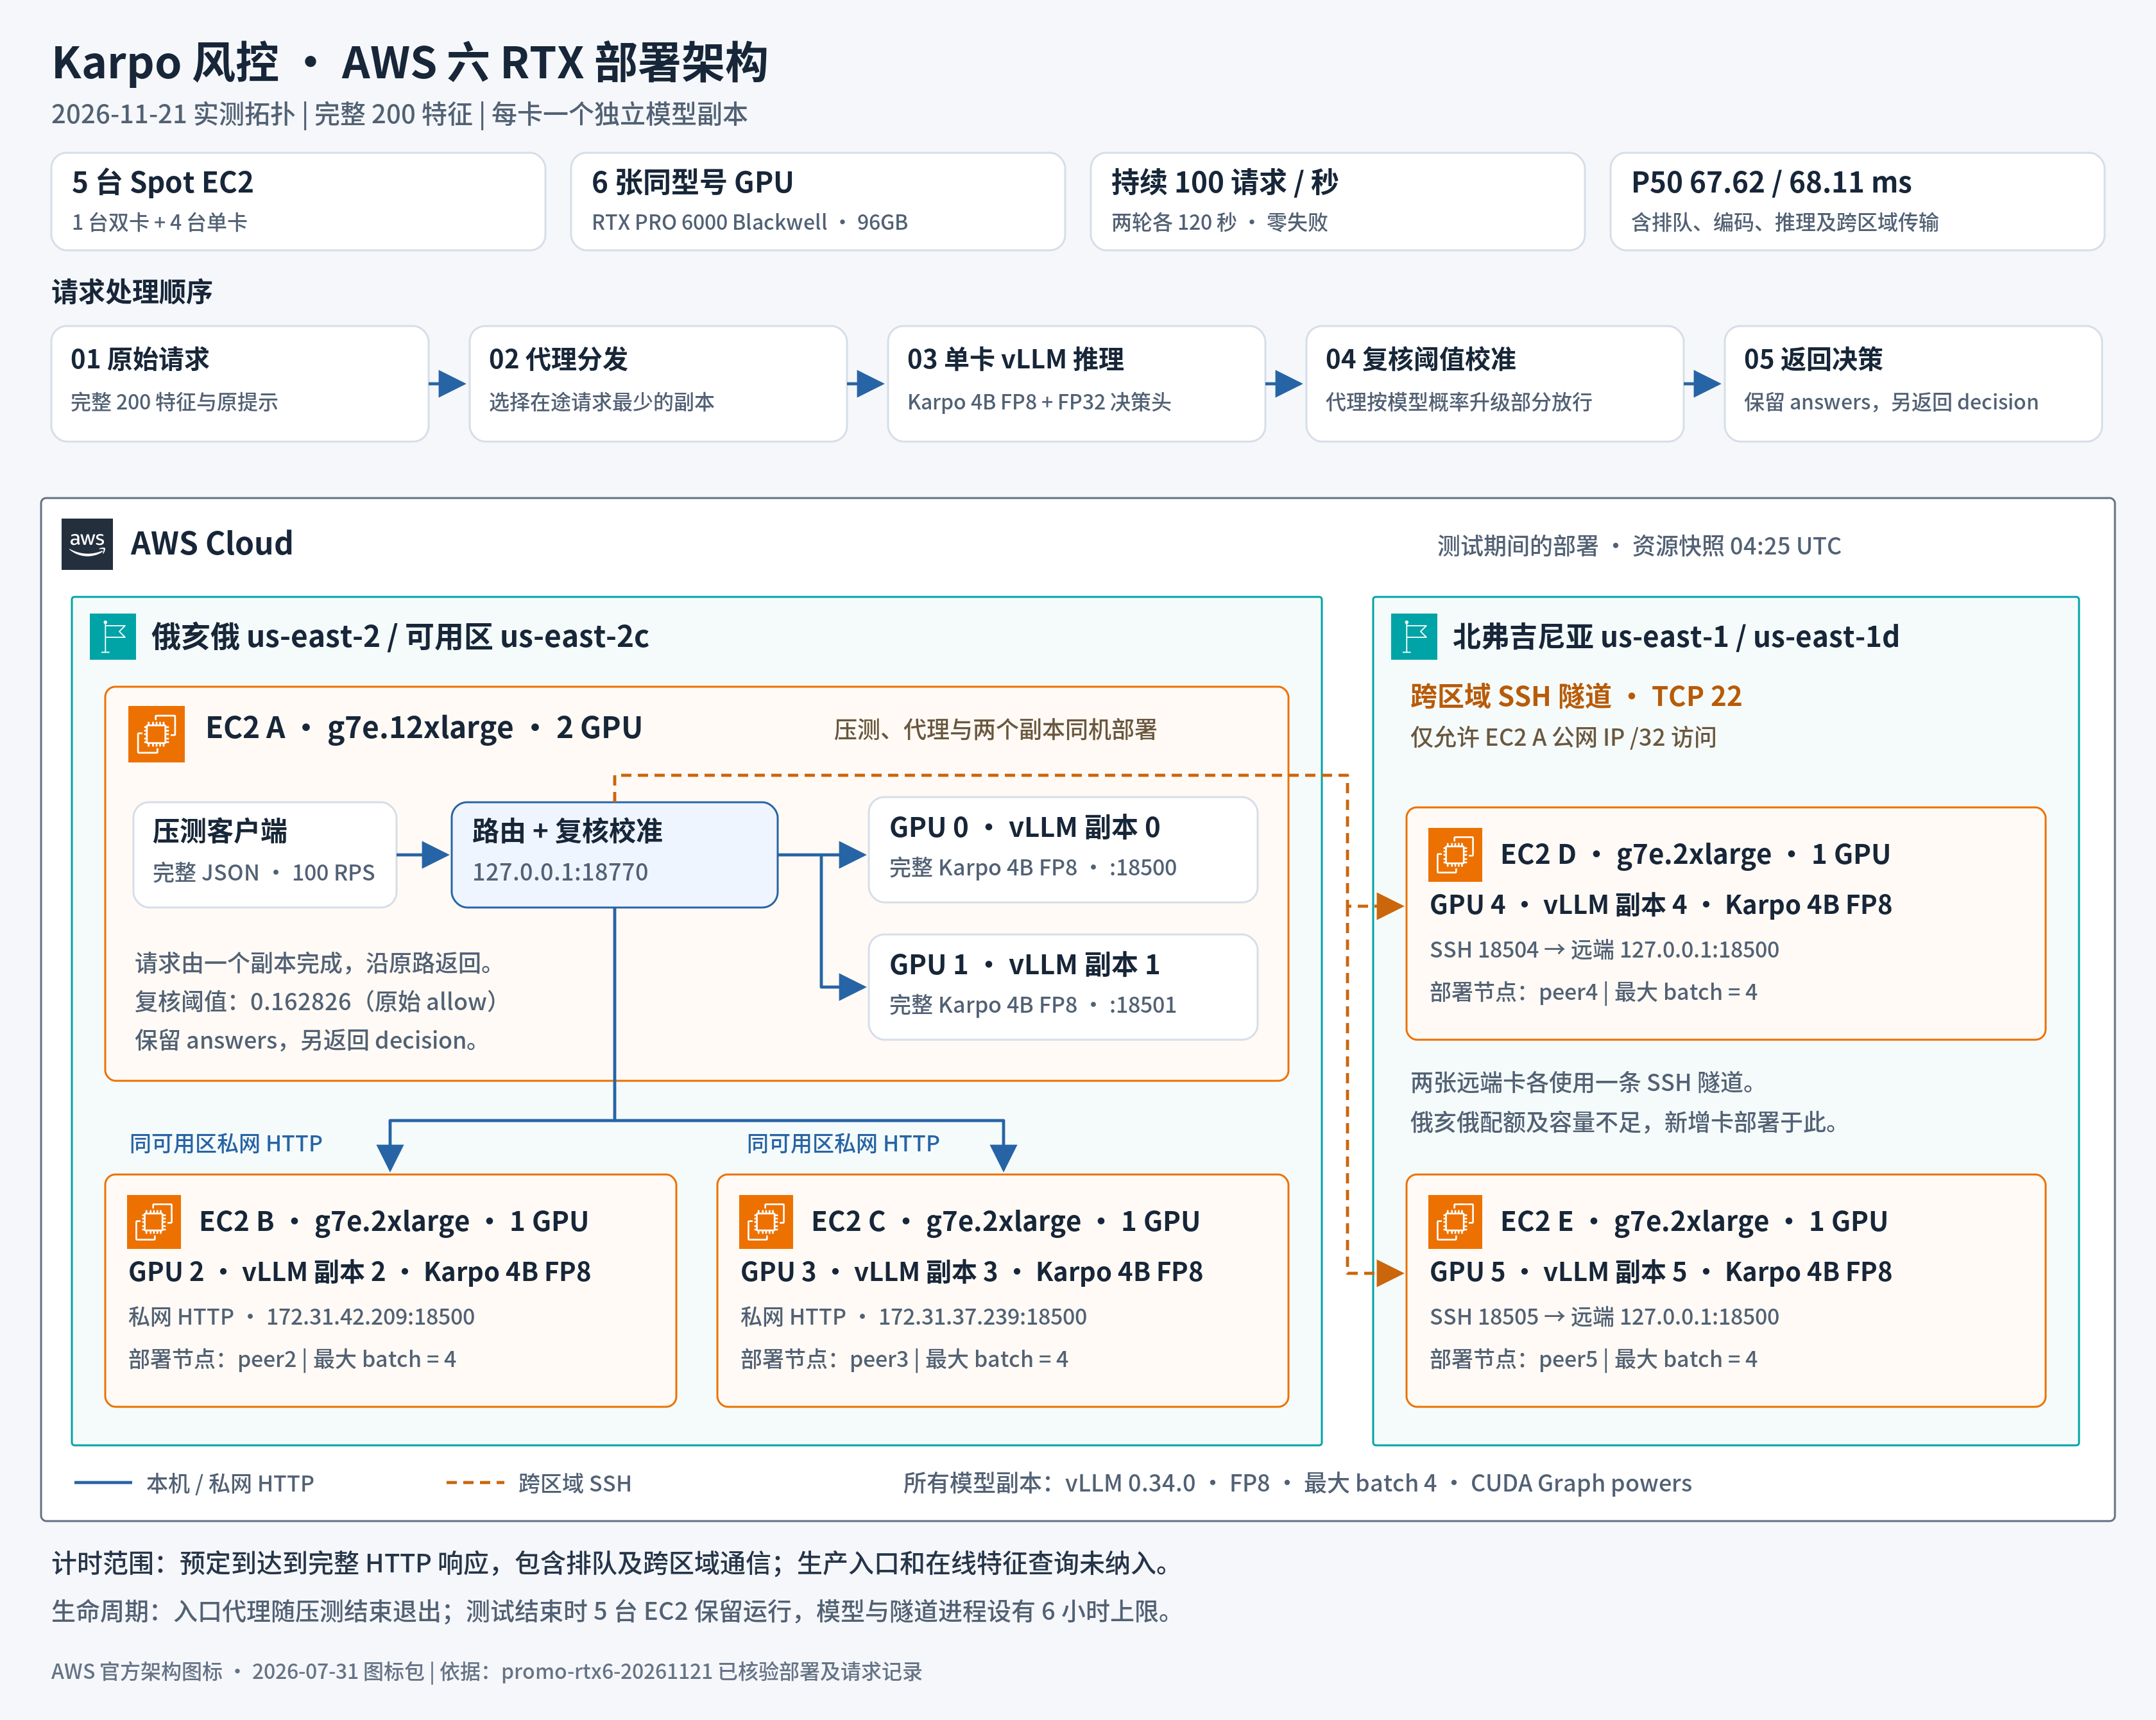 Karpo 风控 · AWS 六 RTX 部署架构
2026-11-21 实测拓扑 | 完整 200 特征 | 每卡一个独立模型副本
5 台 Spot EC2
1 台双卡 + 4 台单卡
6 张同型号 GPU
RTX PRO 6000 Blackwell · 96GB
持续 100 请求 / 秒
两轮各 120 秒 · 零失败
P50 67.62 / 68.11 ms
含排队、编码、推理及跨区域传输
请求处理顺序
01 原始请求
完整 200 特征与原提示
02 代理分发
选择在途请求最少的副本
03 单卡 vLLM 推理
Karpo 4B FP8 + FP32 决策头
04 复核阈值校准
代理按模型概率升级部分放行
05 返回决策
保留 answers，另返回 decision
aws
AWS Cloud
测试期间的部署 · 资源快照 04:25 UTC
俄亥俄 us-east-2 / 可用区 us-east-2c
EC2 A · g7e.12xlarge · 2 GPU
压测、代理与两个副本同机部署
压测客户端
完整 JSON · 100 RPS
路由 + 复核校准
127.0.0.1:18770
GPU 0 · vLLM 副本 0
完整 Karpo 4B FP8 · :18500
GPU 1 · vLLM 副本 1
完整 Karpo 4B FP8 · :18501
请求由一个副本完成，沿原路返回。
复核阈值：0.162826（原始 allow）
保留 answers，另返回 decision。
同可用区私网 HTTP
同可用区私网 HTTP
EC2 B · g7e.2xlarge · 1 GPU
GPU 2 · vLLM 副本 2 · Karpo 4B FP8
私网 HTTP · 172.31.42.209:18500
部署节点：peer2 | 最大 batch = 4
EC2 C · g7e.2xlarge · 1 GPU
GPU 3 · vLLM 副本 3 · Karpo 4B FP8
私网 HTTP · 172.31.37.239:18500
部署节点：peer3 | 最大 batch = 4
北弗吉尼亚 us-east-1 / us-east-1d
跨区域 SSH 隧道 · TCP 22
仅允许 EC2 A 公网 IP /32 访问
EC2 D · g7e.2xlarge · 1 GPU
GPU 4 · vLLM 副本 4 · Karpo 4B FP8
SSH 18504 → 远端 127.0.0.1:18500
部署节点：peer4 | 最大 batch = 4
两张远端卡各使用一条 SSH 隧道。
俄亥俄配额及容量不足，新增卡部署于此。
EC2 E · g7e.2xlarge · 1 GPU
GPU 5 · vLLM 副本 5 · Karpo 4B FP8
SSH 18505 → 远端 127.0.0.1:18500
部署节点：peer5 | 最大 batch = 4
本机 / 私网 HTTP
跨区域 SSH
所有模型副本：vLLM 0.34.0 · FP8 · 最大 batch 4 · CUDA Graph powers
计时范围：预定到达到完整 HTTP 响应，包含排队及跨区域通信；生产入口和在线特征查询未纳入。
生命周期：入口代理随压测结束退出；测试结束时 5 台 EC2 保留运行，模型与隧道进程设有 6 小时上限。
AWS 官方架构图标 · 2026-07-31 图标包 | 依据：promo-rtx6-20261121 已核验部署及请求记录